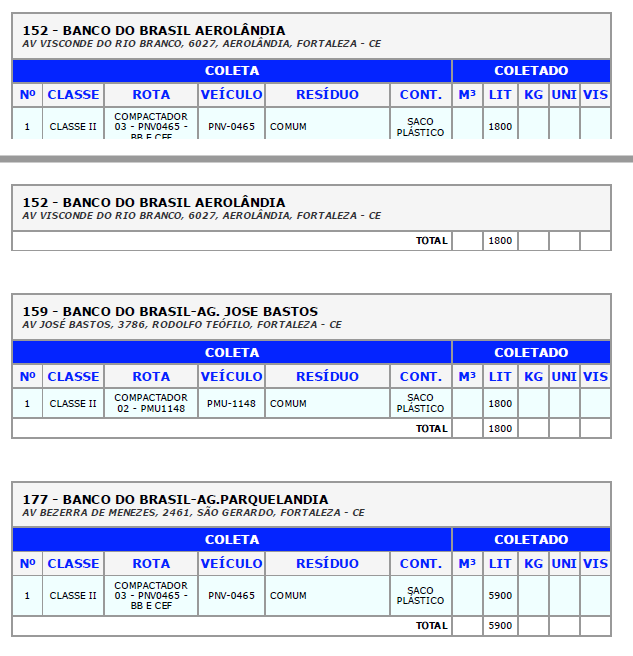 152 - BANCO DO BRASIL AEROLÂNDIA
AV VISCONDE DO RIO BRANCO, 6027, AEROLÂNDIA, FORTALEZA - CE
COLETA COLETADO
Nº CLASSE ROTA VEÍCULO RESÍDUO CONT. M³ LIT KG UNI VIS
COMPACTADOR
1 CLASSE II 03 - PNV0465 - PNV-0465 COMUM SACO PLÁSTICO 1800
BB E CEF
152 - BANCO DO BRASIL AEROLÂNDIA
AV VISCONDE DO RIO BRANCO, 6027, AEROLÂNDIA, FORTALEZA - CE
TOTAL 1800
159 - BANCO DO BRASIL-AG. JOSE BASTOS
AV JOSÉ BASTOS, 3786, RODOLFO TEÓFILO, FORTALEZA - CE
COLETA COLETADO
Nº CLASSE ROTA VEÍCULO RESÍDUO CONT. M³ LIT KG UNI VIS
1 CLASSE II COMPACTADOR 02 - PMU1148 PMU-1148 COMUM SACO PLÁSTICO 1800
TOTAL 1800
177 - BANCO DO BRASIL-AG.PARQUELANDIA
AV BEZERRA DE MENEZES, 2461, SÃO GERARDO, FORTALEZA - CE
COLETA COLETADO
Nº CLASSE ROTA VEÍCULO RESÍDUO CONT. M³ LIT KG UNI VIS
COMPACTADOR
1 CLASSE II 03 - PNV0465 - PNV-0465 COMUM SACO PLÁSTICO 5900
BB E CEF
TOTAL 5900